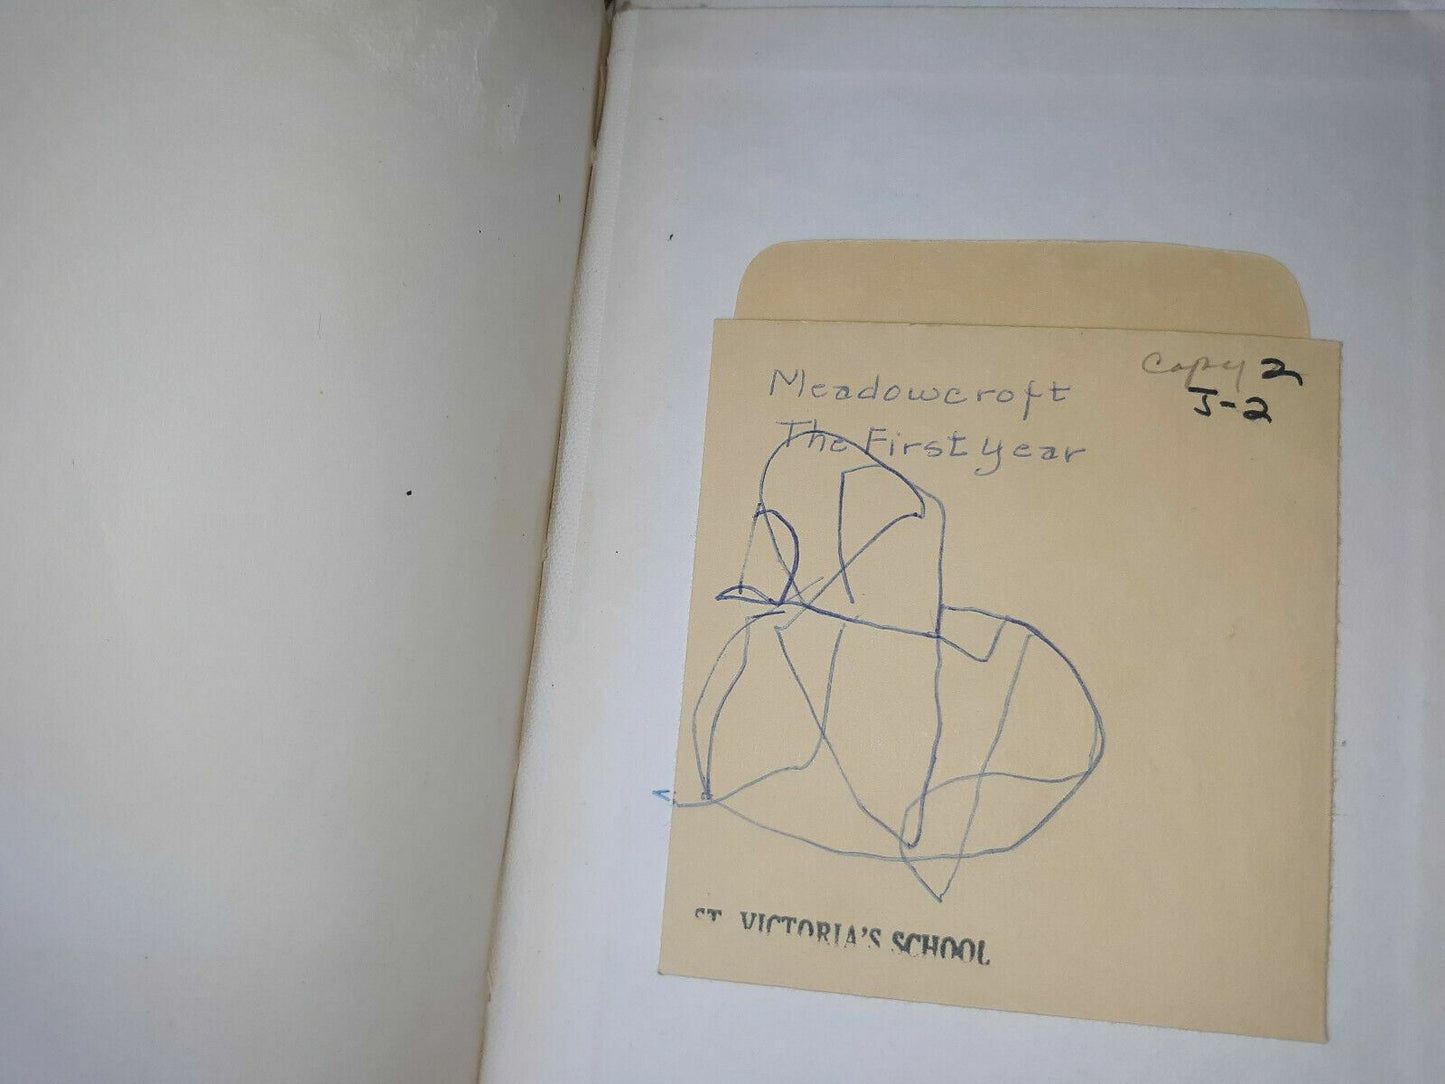 Copy 2
J-2
Meadowcroft
The First Year
ST. VICTORIA'S SCHOOL